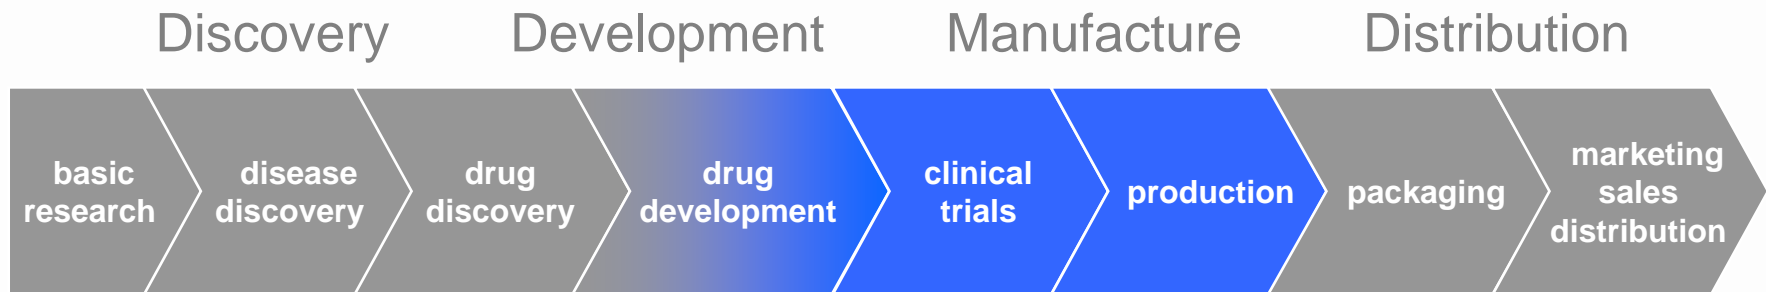 Discovery
Development
Manufacture
Distribution
basic
research
disease
discovery
drug
discovery
drug
development
clinical
trials
production
packaging
marketing
sales
distribution